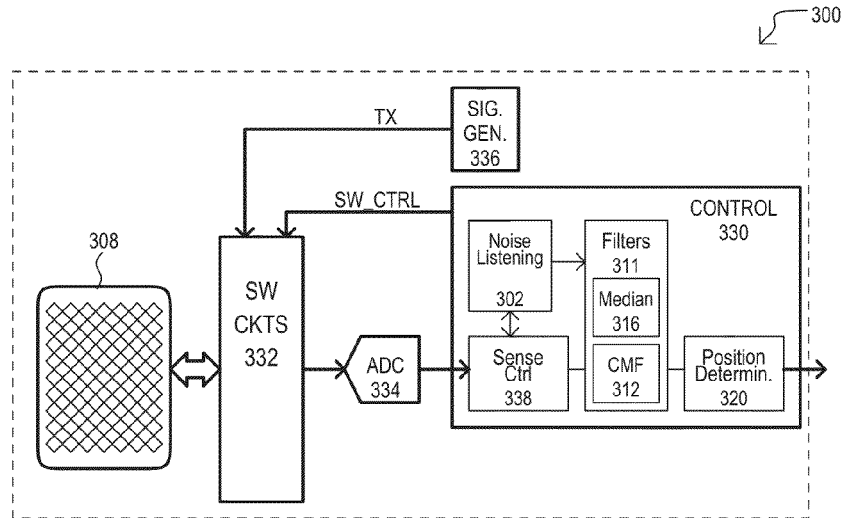 300
TX
SIG.
GEN.
336
SW_CTRL
CONTROL
330
308
SW
CKTS
332
Noise
Listening
302
Filters
311
Median
316
ADC
334
Sense
Ctrl
338
CMF
312
Position
Determin.
320